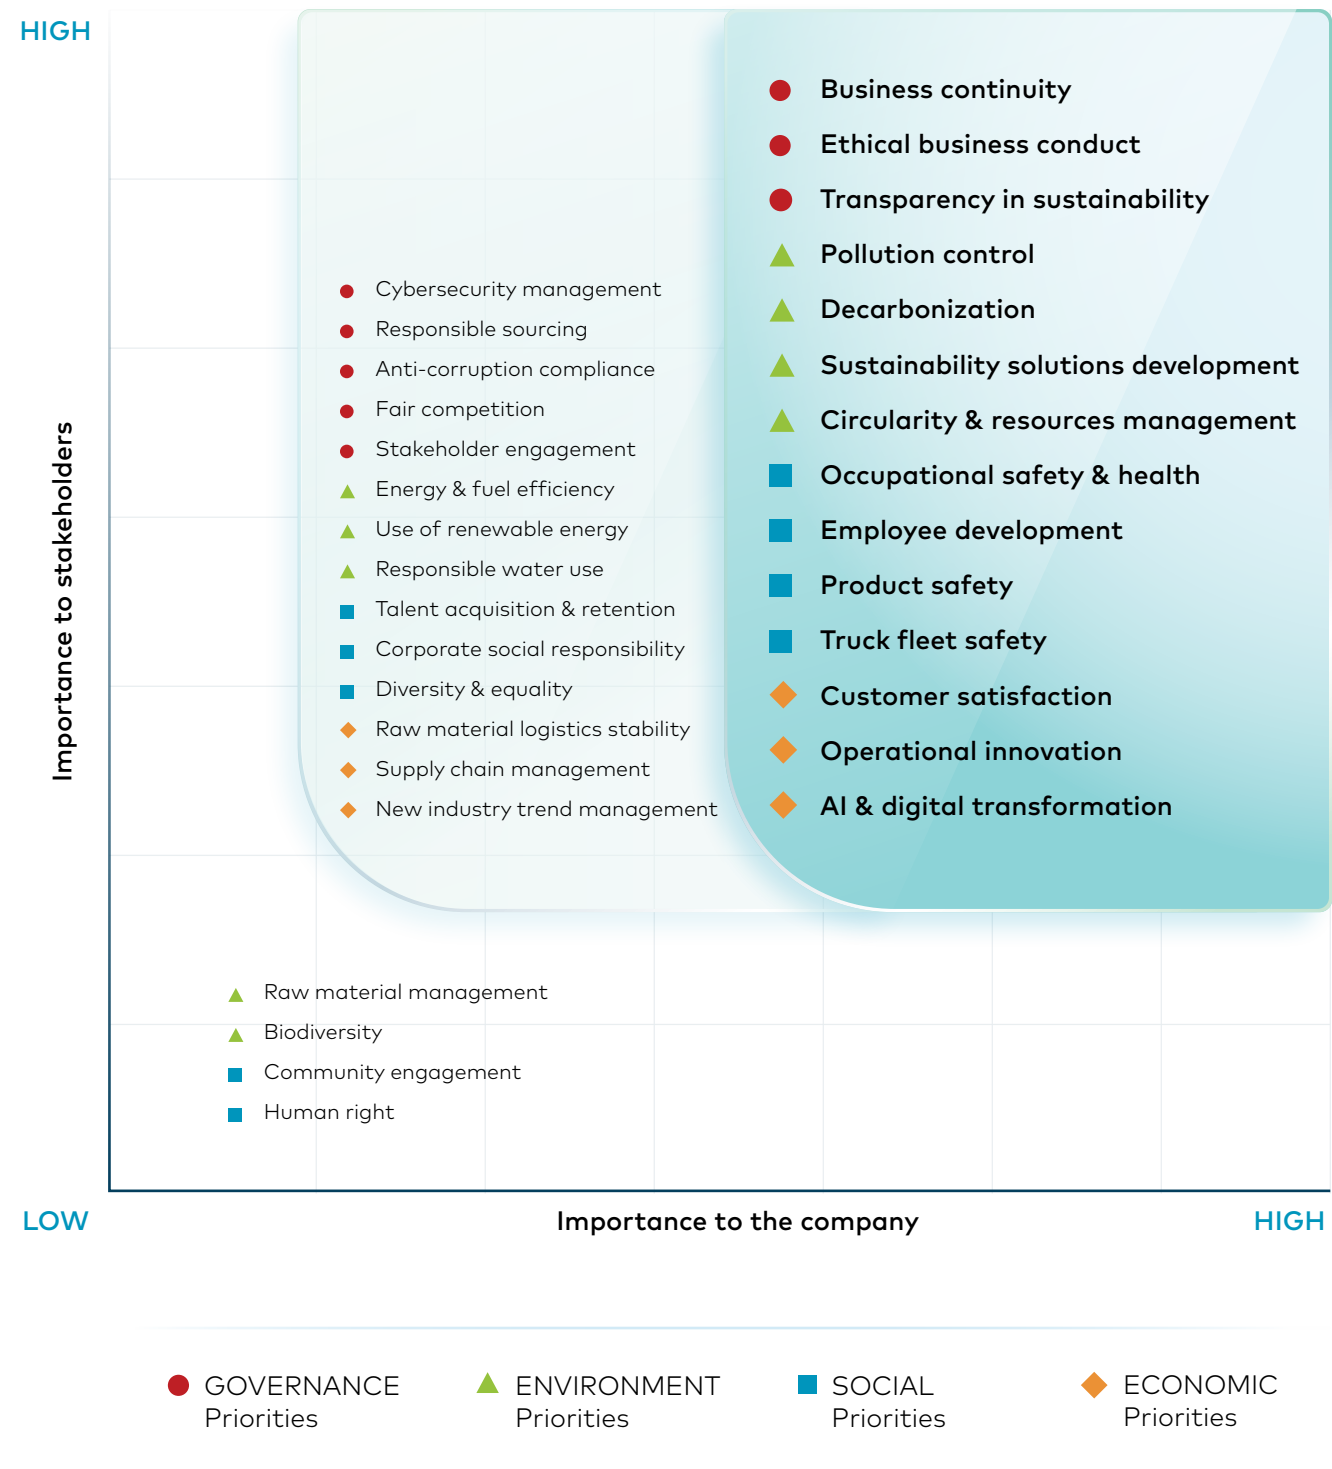 HIGH
Business continuity
Ethical business conduct
Transparency in sustainability
Pollution control
Decarbonization
Sustainability solutions development
Circularity & resources management
Occupational safety & health
Employee development
Product safety
Truck fleet safety
Customer satisfaction
Operational innovation
AI & digital transformation
Cybersecurity management
Responsible sourcing
Anti-corruption compliance
Fair competition
Stakeholder engagement
Energy & fuel efficiency
Use of renewable energy
Responsible water use
Talent acquisition & retention
Corporate social responsibility
Diversity & equality
Raw material logistics stability
Supply chain management
New industry trend management
Importance to stakeholders
Raw material management
Biodiversity
Community engagement
Human right
LOW
Importance to the company
HIGH
GOVERNANCE
Priorities
ENVIRONMENT
Priorities
SOCIAL
Priorities
ECONOMIC
Priorities